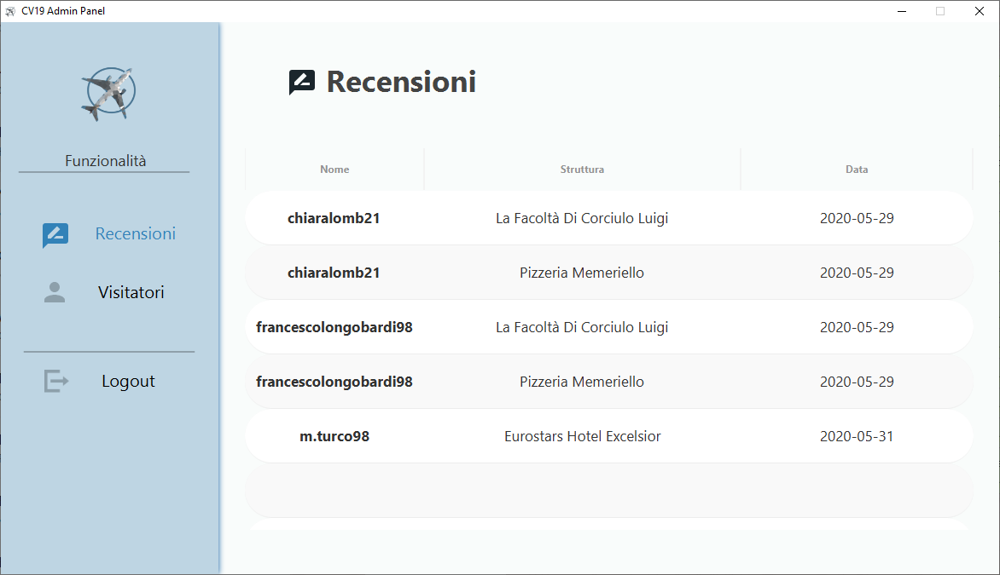 CV19 Admin Panel
Funzionalità
Recensioni
Visitatori
Logout
Recensioni
Nome Struttura Data
chiaralomb21 La Facoltà Di Corciulo Luigi 2020-05-29
chiaralomb21 Pizzeria Memeriello 2020-05-29
francescolongobardi98 La Facoltà Di Corciulo Luigi 2020-05-29
francescolongobardi98 Pizzeria Memeriello 2020-05-29
m.turco98 Eurostars Hotel Excelsior 2020-05-31